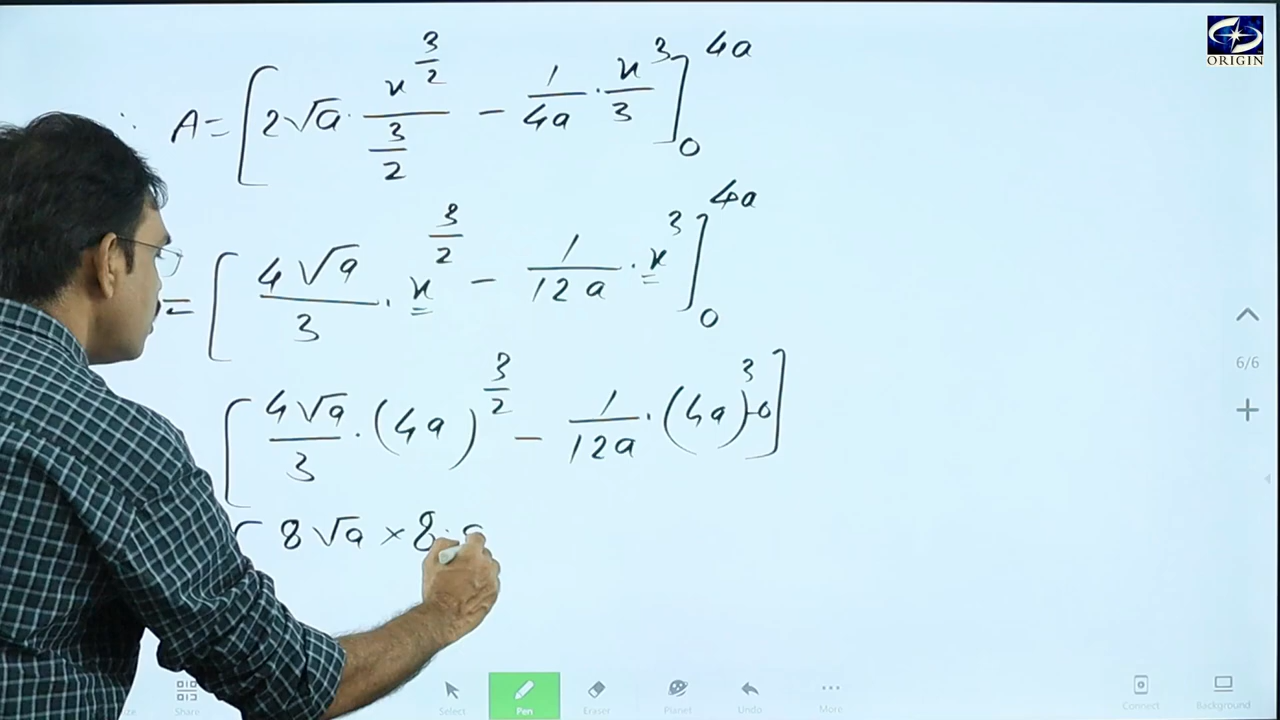 ORIGIN
∴ A = [ 2√a · x^(3/2) / (3/2) − 1/4a · x³/3 ]₀^4a
= [ 4√a/3 · x^(3/2) − 1/12a · x³ ]₀^4a
[ 4√a/3 · (4a)^(3/2) − 1/12a · (4a)³ − 0 ]
[ 8√a × 8 ·
6/6
Share Select Pen Eraser Planet Undo More Connect Background